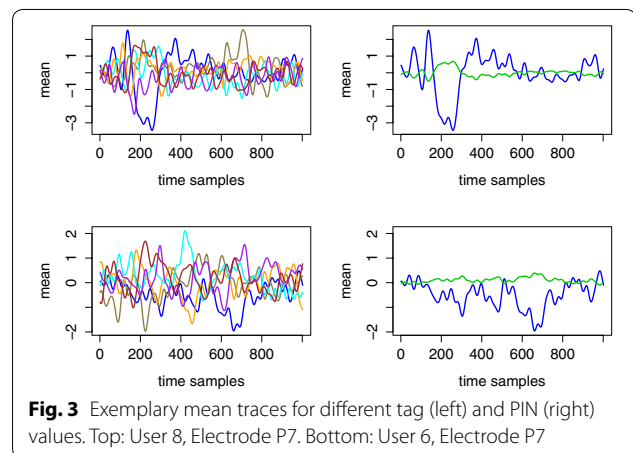 mean
1
−1
−3
0 200 400 600 800
time samples
mean
1
−1
−3
0 200 400 600 800
time samples
mean
2
1
0
−2
0 200 400 600 800
time samples
mean
2
1
0
−2
0 200 400 600 800
time samples
Fig. 3 Exemplary mean traces for different tag (left) and PIN (right)
values. Top: User 8, Electrode P7. Bottom: User 6, Electrode P7